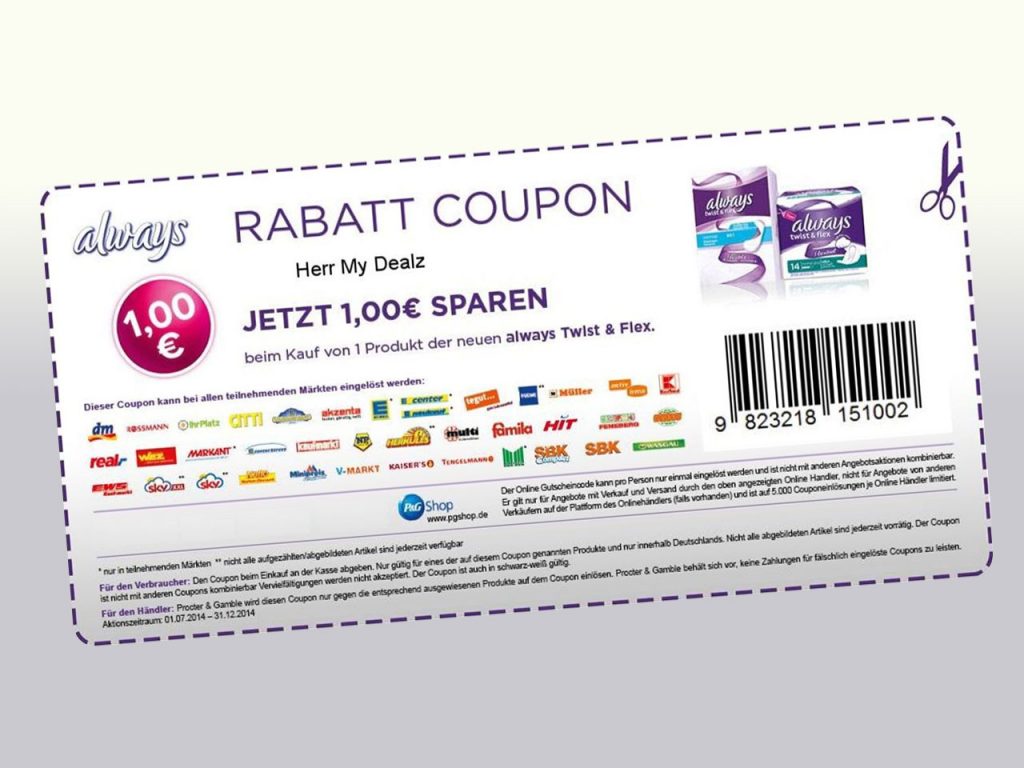 always
RABATT COUPON
Herr My Dealz
1,00
€
JETZT 1,00€ SPAREN
beim Kauf von 1 Produkt der neuen always Twist & Flex.
always
twist & flex
always
twist & flex
14
Dieser Coupon kann bei allen teilnehmenden Märkten eingelöst werden:
dm ROSSMANN IhrPlatz CITTI akzenta E E center tegut... Müller
real,- MARKANT* kaufmarkt NP HERKULES multi famila HIT
EWS sky XXL sky** V-MARKT KAISER'S TENGELMANN SBK SBK WASGAU
9 823218 151002
P&G Shop
www.pgshop.de
Der Online Gutscheincode kann pro Person nur einmal eingelöst werden und ist nicht mit anderen Angebotsaktionen kombinierbar.
Er gilt nur für Angebote mit Verkauf und Versand durch den oben angezeigten Online Händler, nicht für Angebote von anderen
Verkäufern auf der Plattform des Onlinehändlers (falls vorhanden) und ist auf 5.000 Couponeinlösungen je Online Händler limitiert.
* nur in teilnehmenden Märkten ** nicht alle aufgezählten/abgebildeten Artikel sind jederzeit verfügbar
Für den Verbraucher: Den Coupon beim Einkauf an der Kasse abgeben. Nur gültig für eines der auf diesem Coupon genannten Produkte und nur innerhalb Deutschlands. Nicht alle abgebildeten Artikel sind jederzeit vorrätig. Der Coupon
ist nicht mit anderen Coupons kombinierbar Vervielfältigungen werden nicht akzeptiert. Der Coupon ist auch in schwarz-weiß gültig.
Für den Händler: Procter & Gamble wird diesen Coupon nur gegen die entsprechend ausgewiesenen Produkte auf dem Coupon einlösen. Procter & Gamble behält sich vor, keine Zahlungen für fälschlich eingelöste Coupons zu leisten.
Aktionszeitraum: 01.07.2014 – 31.12.2014